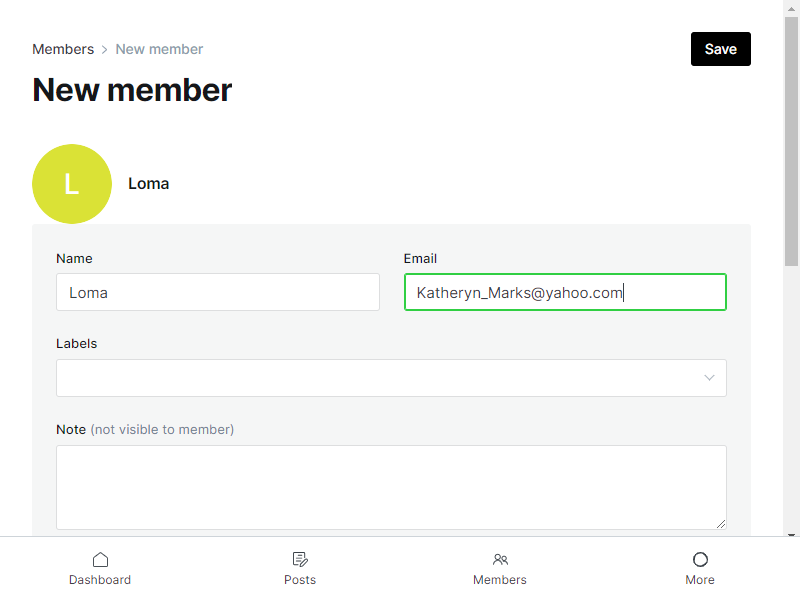 Members > New member
Save
New member
L
Loma
Name
Email
Loma
Katheryn_Marks@yahoo.com
Labels
Note (not visible to member)
Dashboard
Posts
Members
More